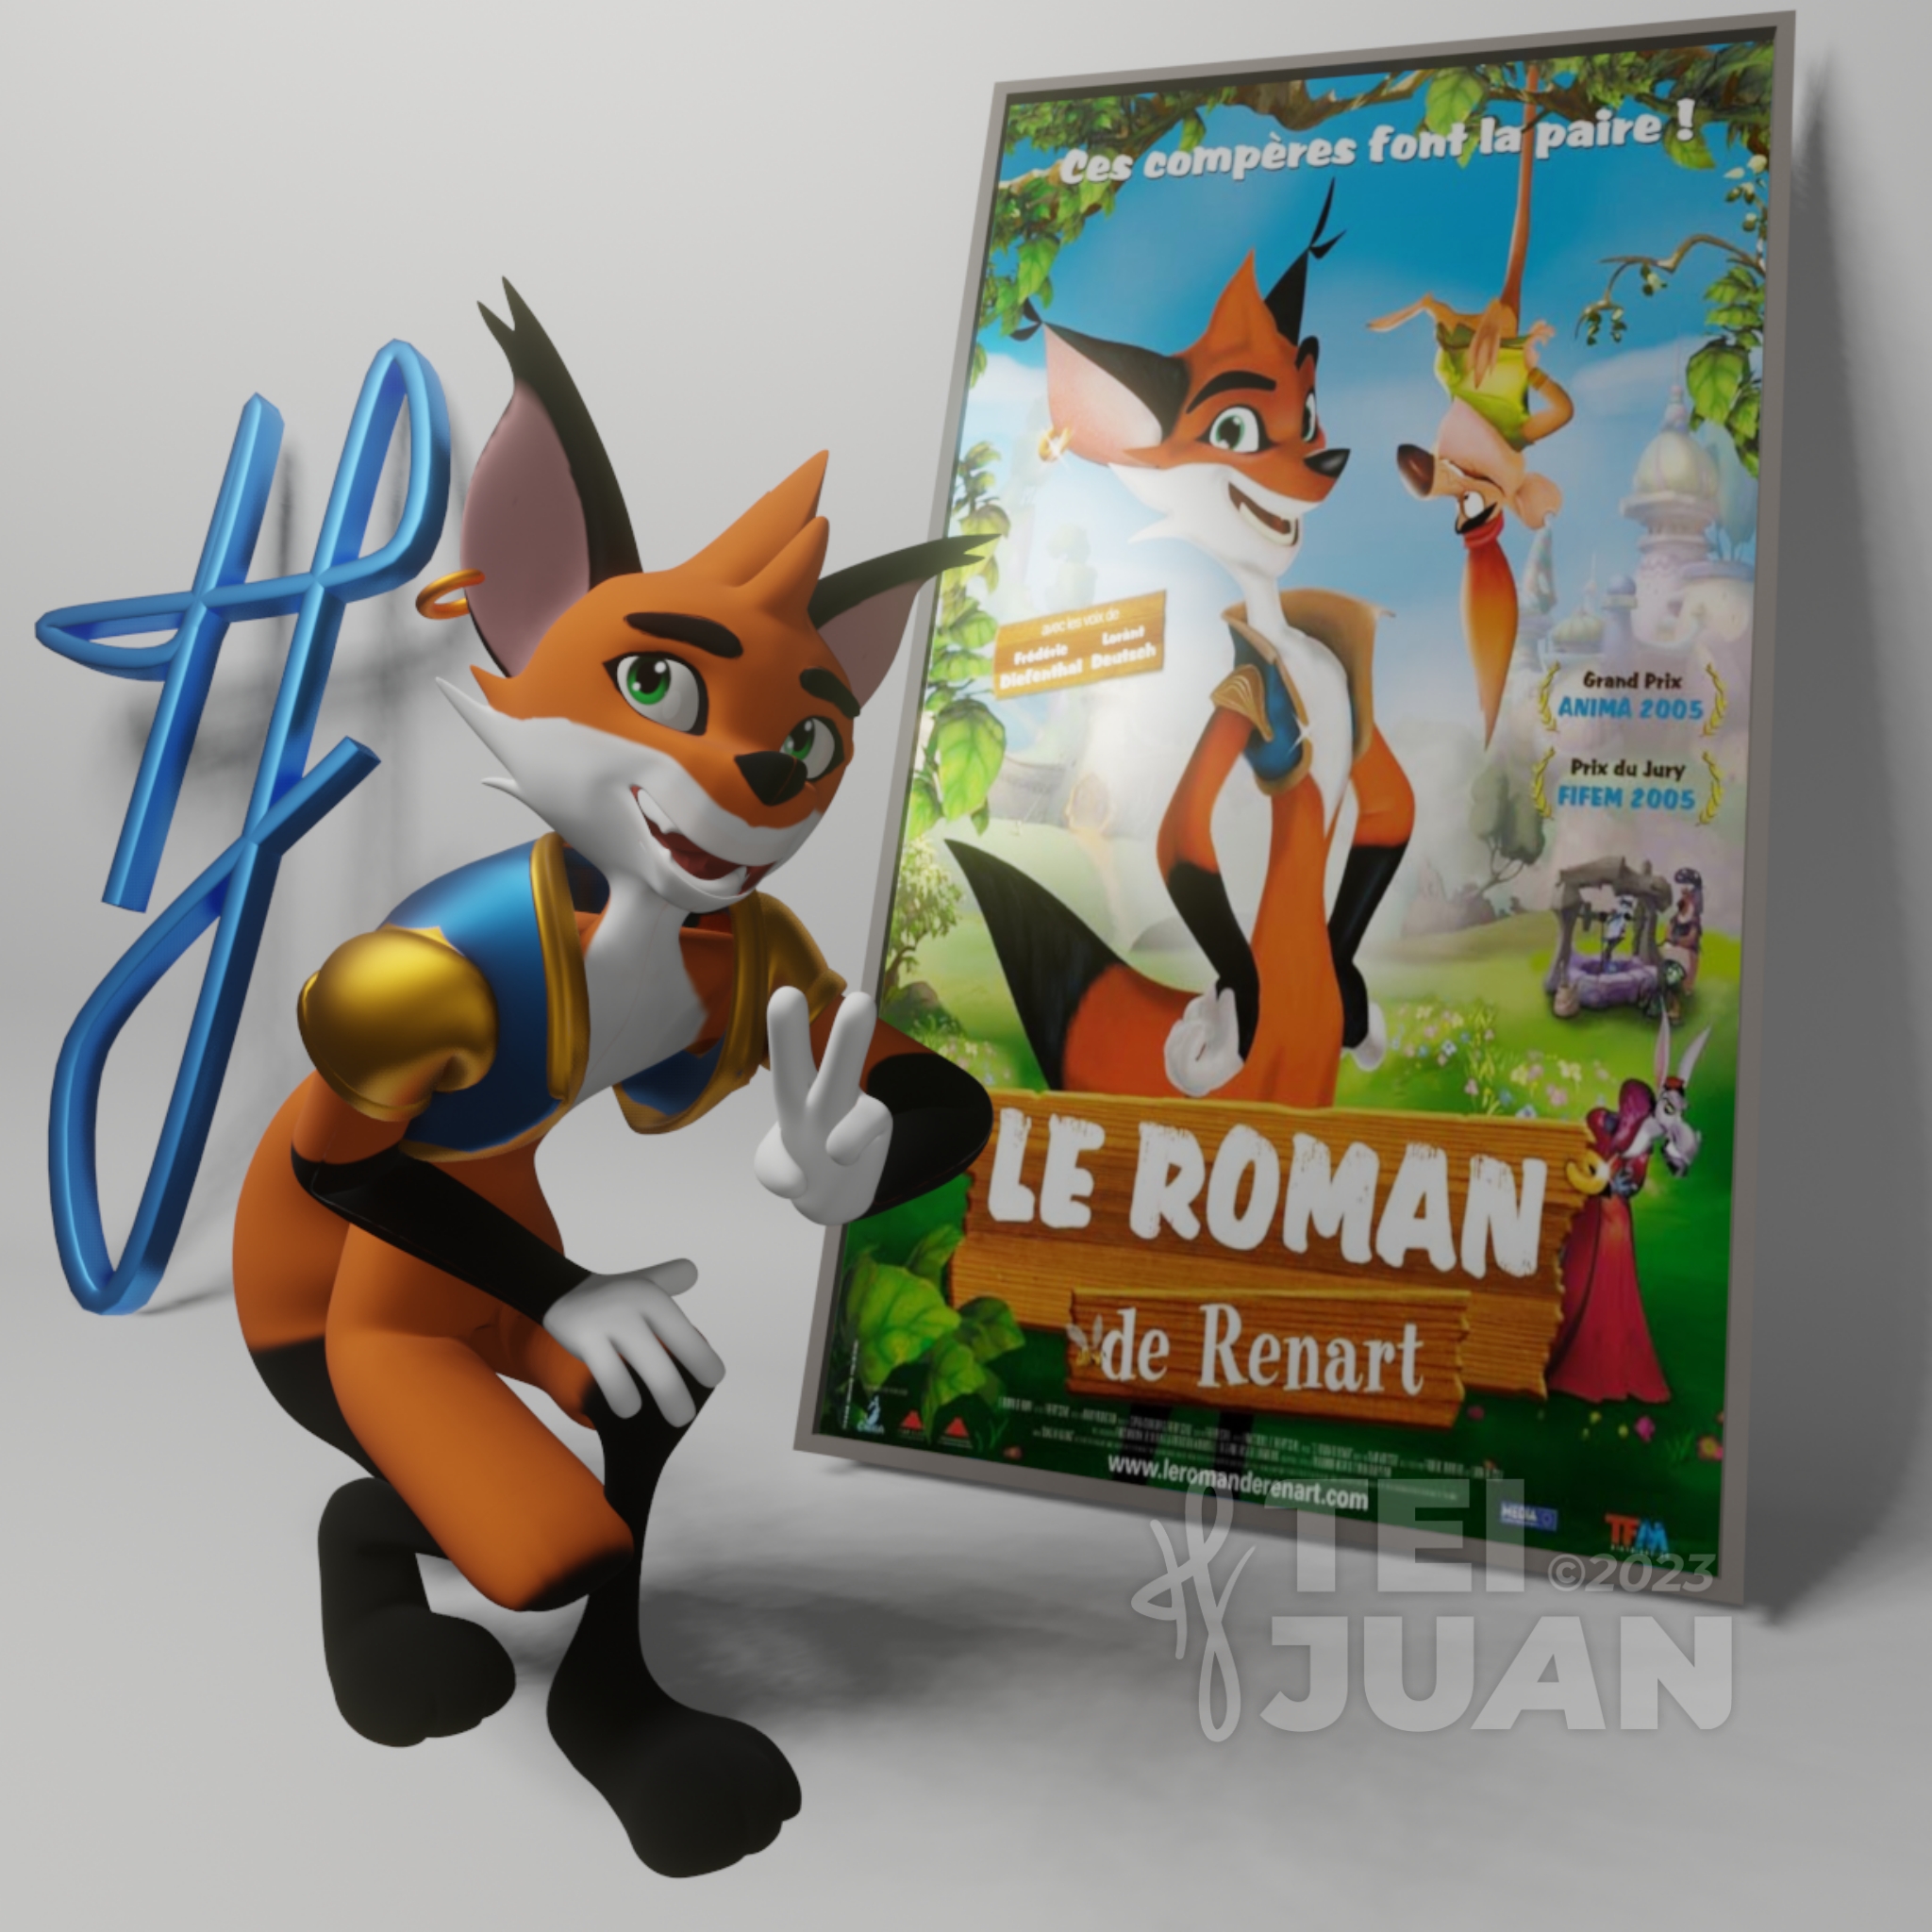 Ces compères font la paire !
avec les voix de
Frédéric Lorànt
Diefenthal Deutsch
Grand Prix
ANIMA 2005
Prix du Jury
FIFEM 2005
LE ROMAN
de Renart
www.leromanderenart.com
MEDIA
TFM
TEI
©2023
JUAN